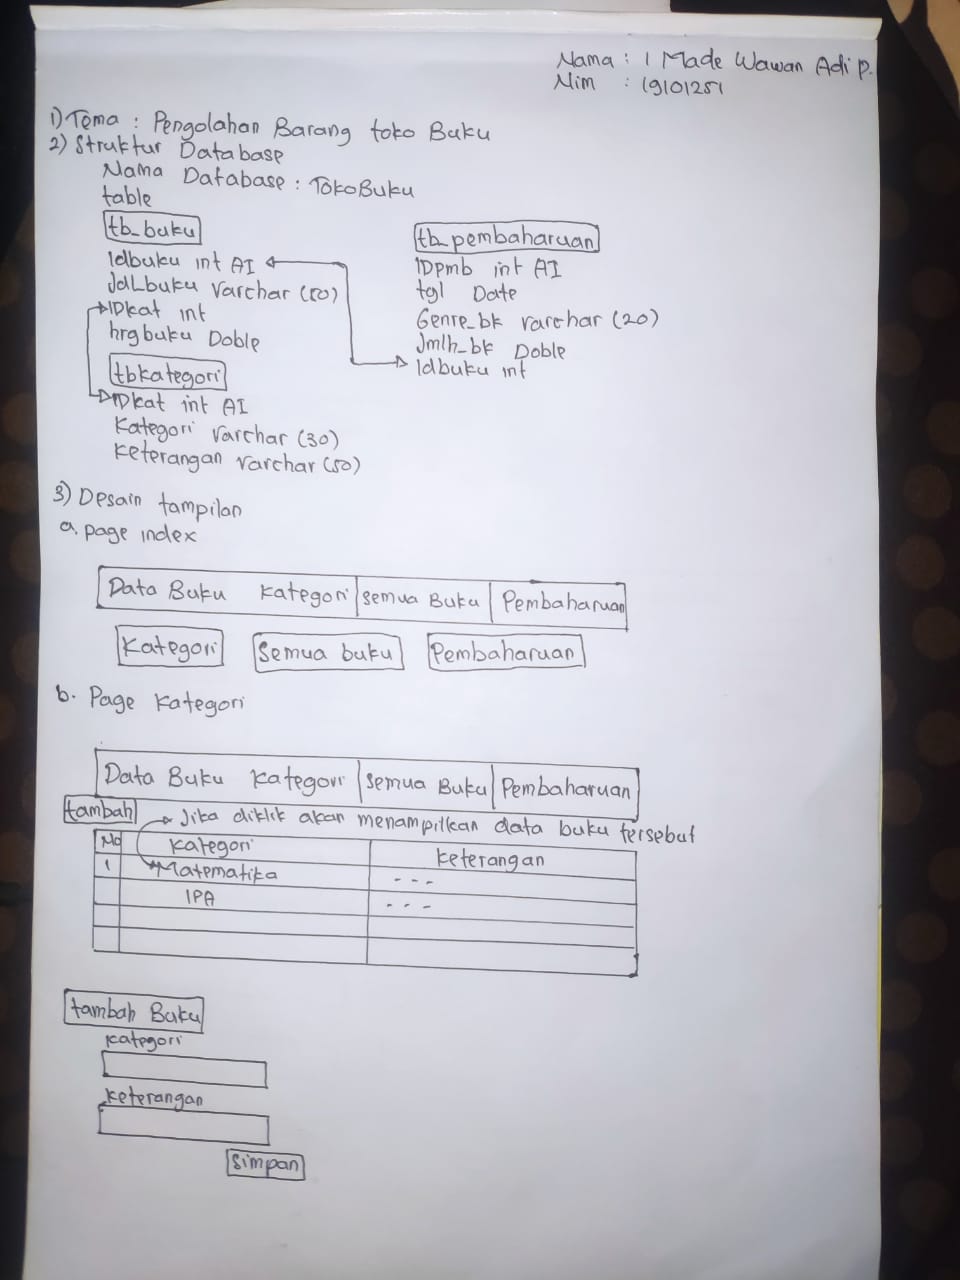 Nama : I Made Wawan Adi P.
Nim : 19101251
1) Tema : Pengolahan Barang toko Buku
2) Struktur Database
Nama Database : TokoBuku
table
tb_buku
Idbuku int AI
JdLbuku Varchar (50)
IDkat int
hrgbuku Doble
tbkategori
IDkat int AI
Kategori Varchar (30)
Keterangan Varchar (50)
tb_pembaharuan
IDpmb int AI
tgl Date
Genre_bk varchar (20)
Jmlh_bk Doble
Idbuku int
3) Desain tampilan
a. page index
Data Buku Kategori semua Buku Pembaharuan
Kategori Semua buku Pembaharuan
b. Page Kategori
Data Buku Kategori Semua Buku Pembaharuan
tambah
Jika diklik akan menampilkan data buku tersebut
No Kategori Keterangan
1 Matematika - - -
IPA - - -
tambah Buku
Kategori
Keterangan
Simpan